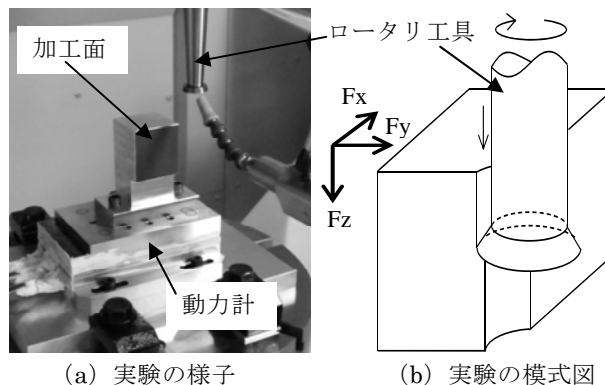 加工面
ロータリ工具
Fx
Fy
Fz
動力計
(a) 実験の様子
(b) 実験の模式図